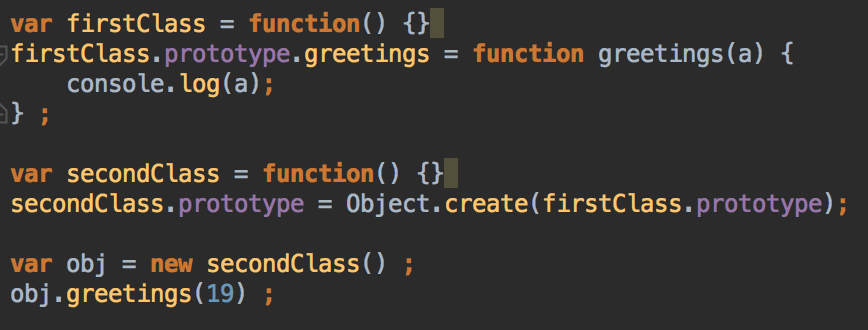 var firstClass = function() {}
firstClass.prototype.greetings = function greetings(a) {
    console.log(a);
} ;
var secondClass = function() {}
secondClass.prototype = Object.create(firstClass.prototype);
var obj = new secondClass() ;
obj.greetings(19) ;